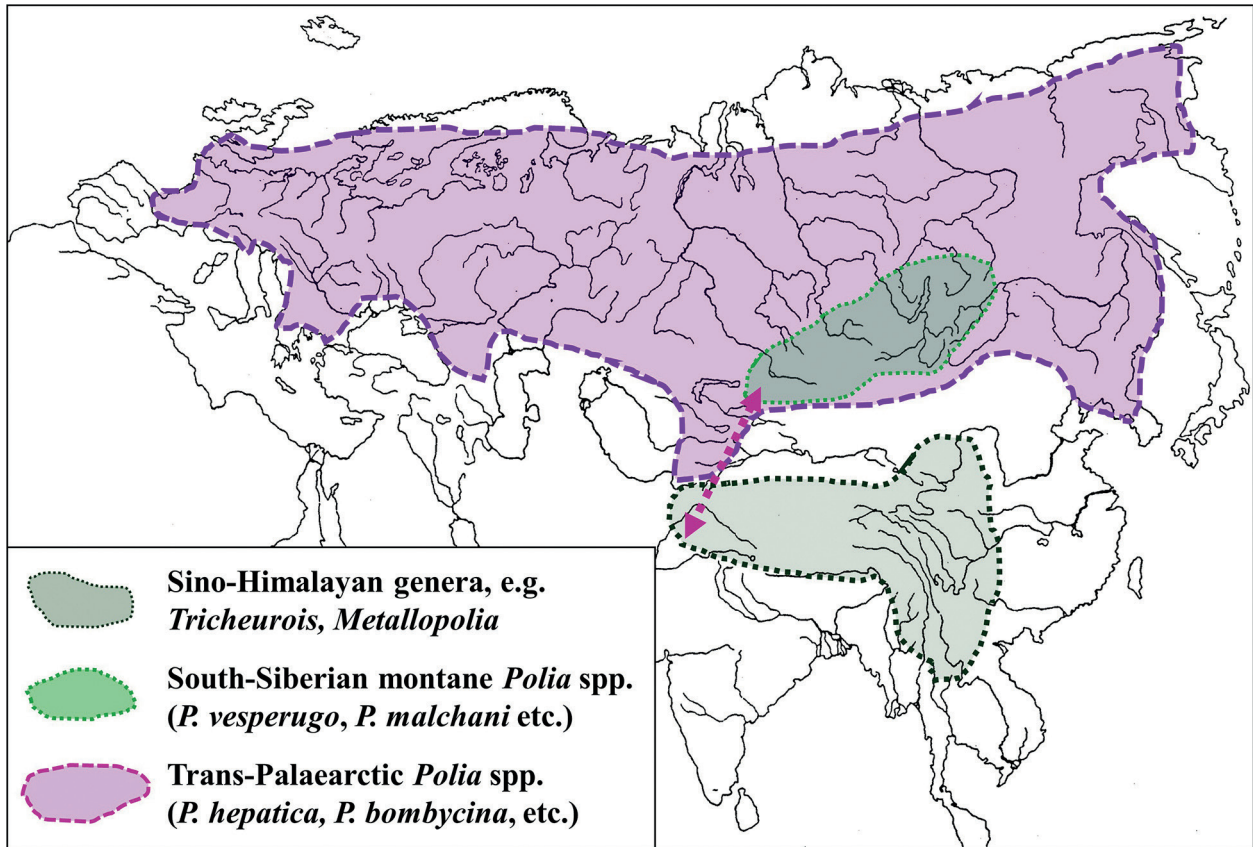 Sino-Himalayan genera, e.g.
Tricheurois, Metallopolia
South-Siberian montane Polia spp.
(P. vesperugo, P. malchani etc.)
Trans-Palaearctic Polia spp.
(P. hepatica, P. bombycina, etc.)